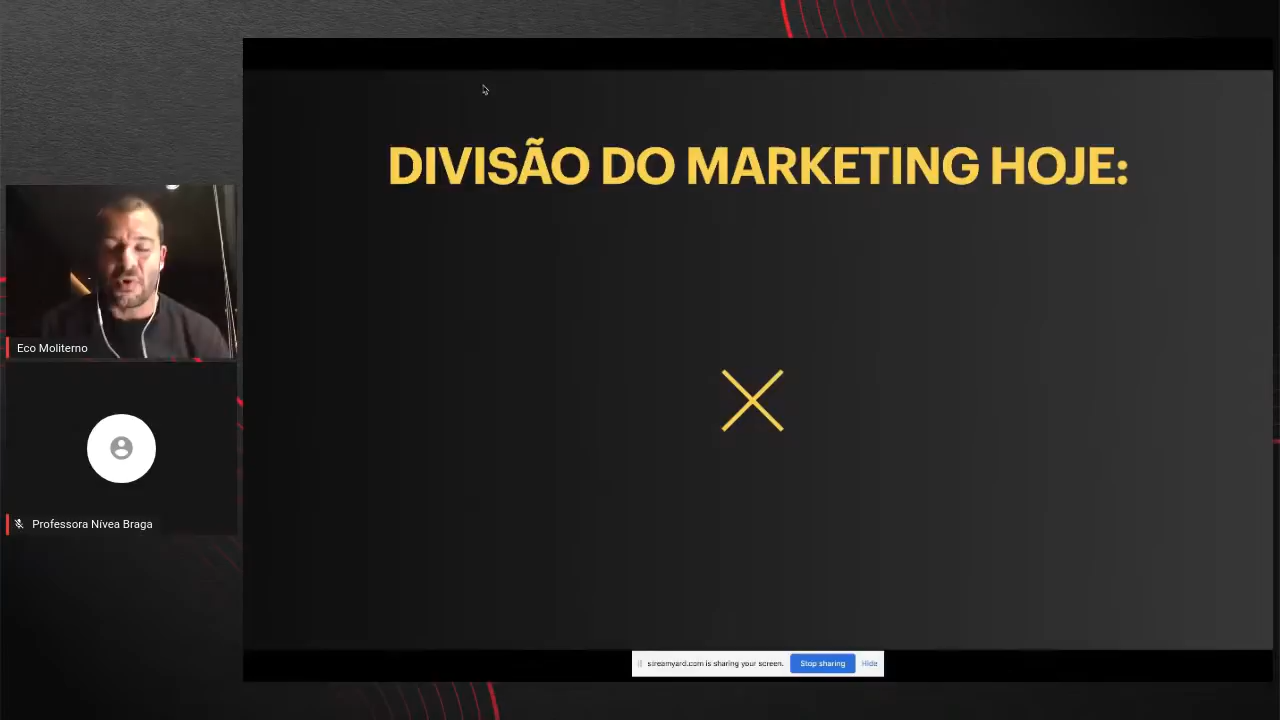 DIVISÃO DO MARKETING HOJE:
Eco Moliterno
Professora Nívea Braga
streamyard.com is sharing your screen. Stop sharing Hide